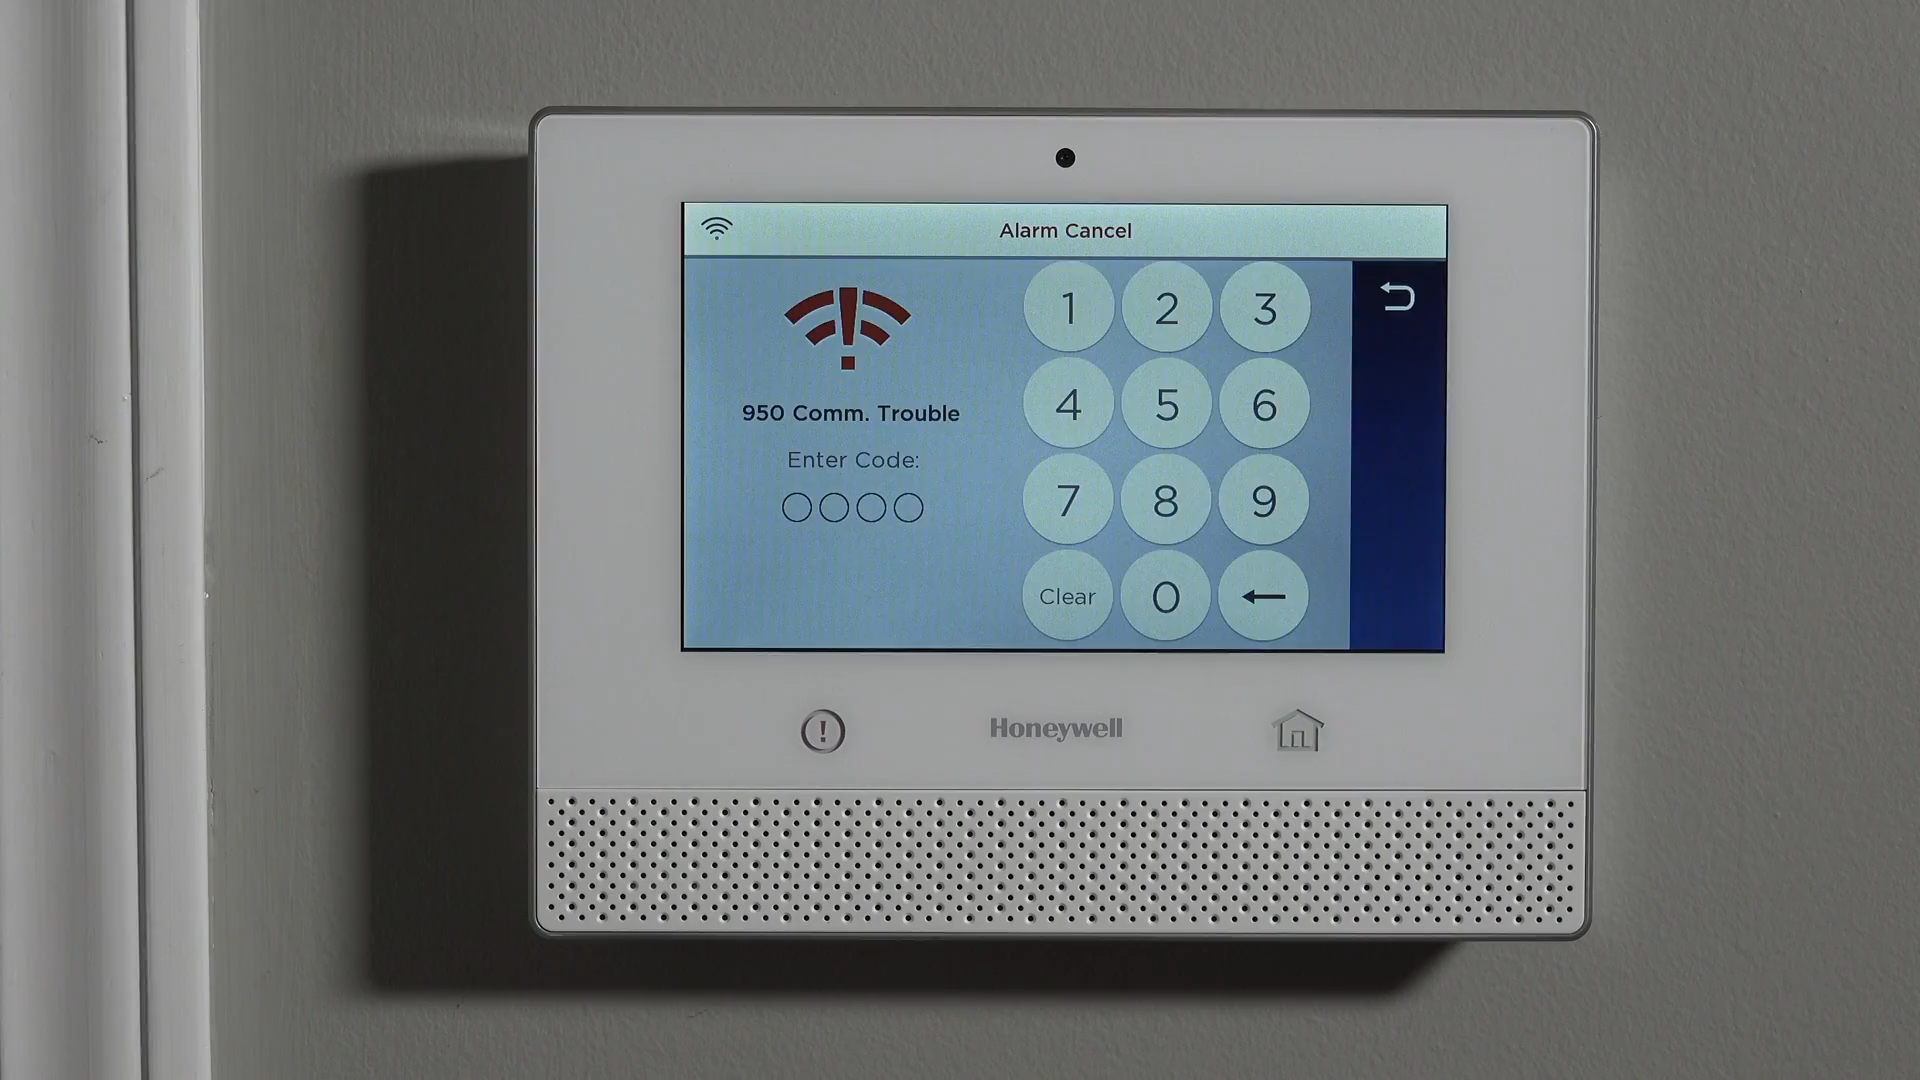 Alarm Cancel
950 Comm. Trouble
Enter Code:
1 2 3
4 5 6
7 8 9
Clear 0
Honeywell